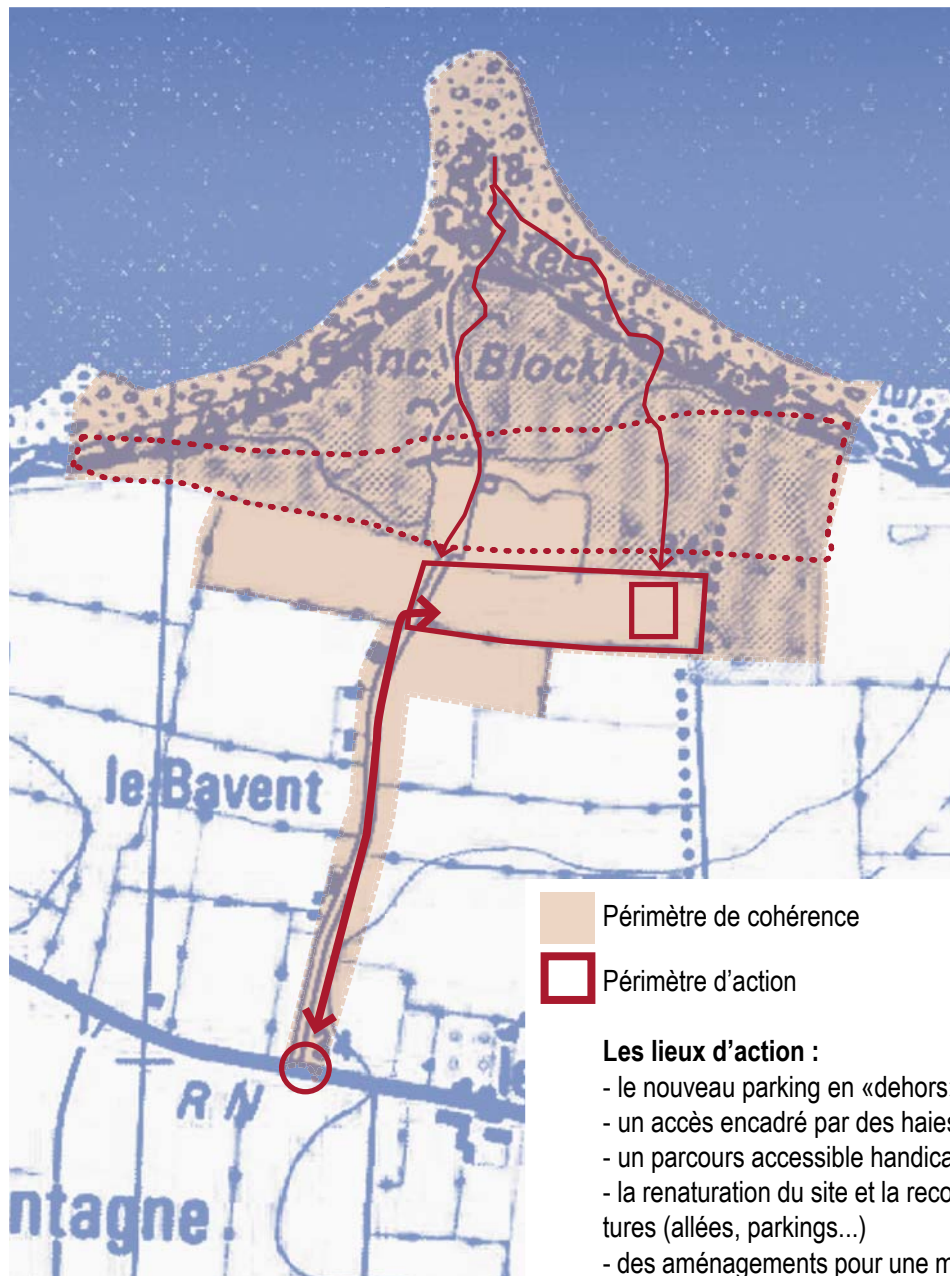 Anc. Blockh.
le Bavent
RN
ntagne
Périmètre de cohérence
Périmètre d’action
Les lieux d’action :
- le nouveau parking en «dehors
- un accès encadré par des haies
- un parcours accessible handica
- la renaturation du site et la reco
tures (allées, parkings...)
- des aménagements pour une m